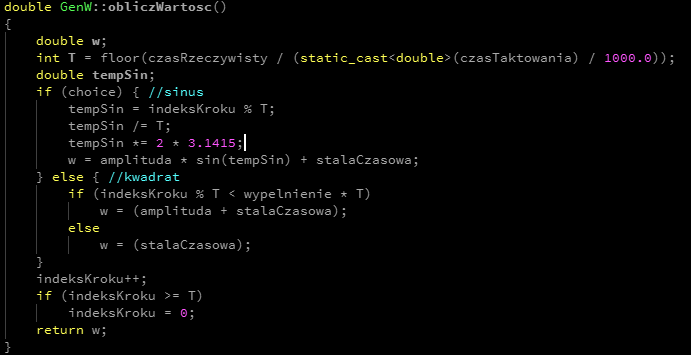 double GenW::obliczWartosc()
{
    double w;
    int T = floor(czasRzeczywisty / (static_cast<double>(czasTaktowania) / 1000.0));
    double tempSin;
    if (choice) { //sinus
        tempSin = indeksKroku % T;
        tempSin /= T;
        tempSin *= 2 * 3.1415;
        w = amplituda * sin(tempSin) + stalaCzasowa;
    } else { //kwadrat
        if (indeksKroku % T < wypelnienie * T)
            w = (amplituda + stalaCzasowa);
        else
            w = (stalaCzasowa);
    }
    indeksKroku++;
    if (indeksKroku >= T)
        indeksKroku = 0;
    return w;
}